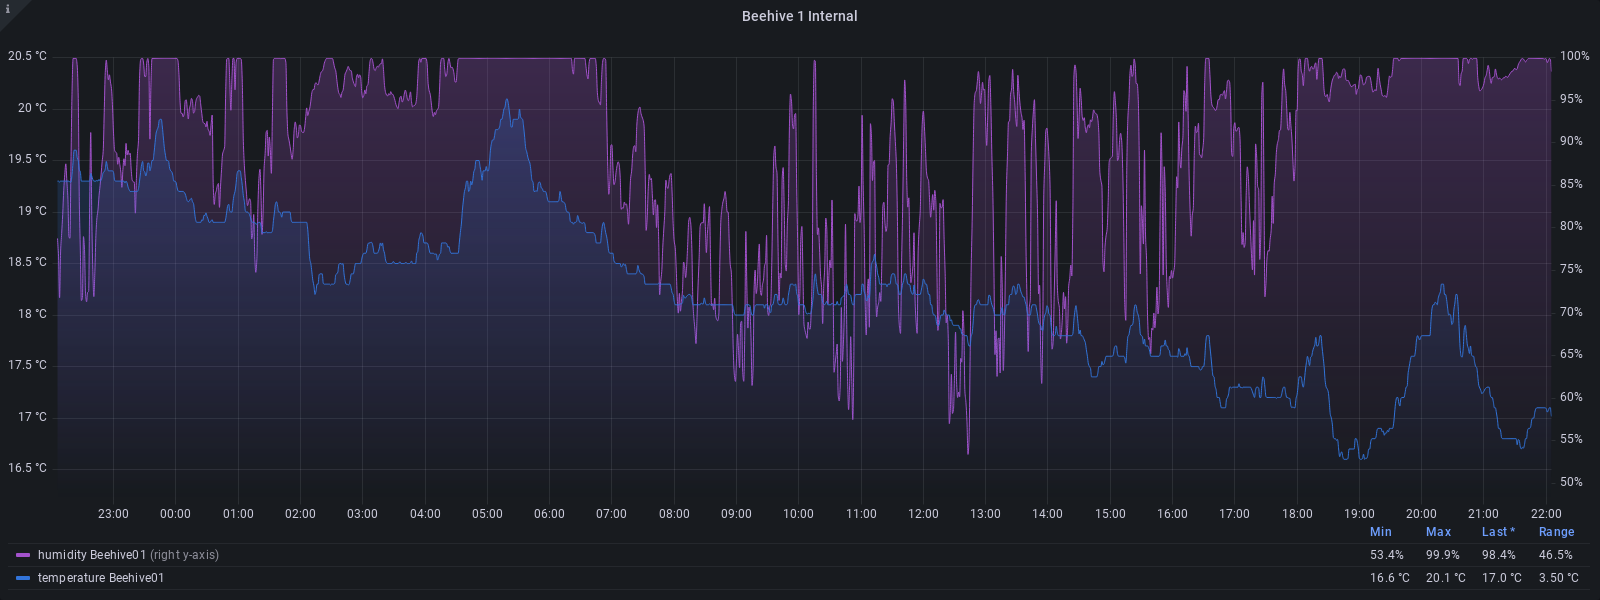 i
Beehive 1 Internal
20.5 °C 100%
20 °C 95%
19.5 °C 90%
19 °C 85%
18.5 °C 80%
18 °C 75%
17.5 °C 70%
17 °C 65%
16.5 °C 60%
55%
50%
23:00 00:00 01:00 02:00 03:00 04:00 05:00 06:00 07:00 08:00 09:00 10:00 11:00 12:00 13:00 14:00 15:00 16:00 17:00 18:00 19:00 20:00 21:00 22:00
Min Max Last * Range
humidity Beehive01 (right y-axis) 53.4% 99.9% 98.4% 46.5%
temperature Beehive01 16.6 °C 20.1 °C 17.0 °C 3.50 °C